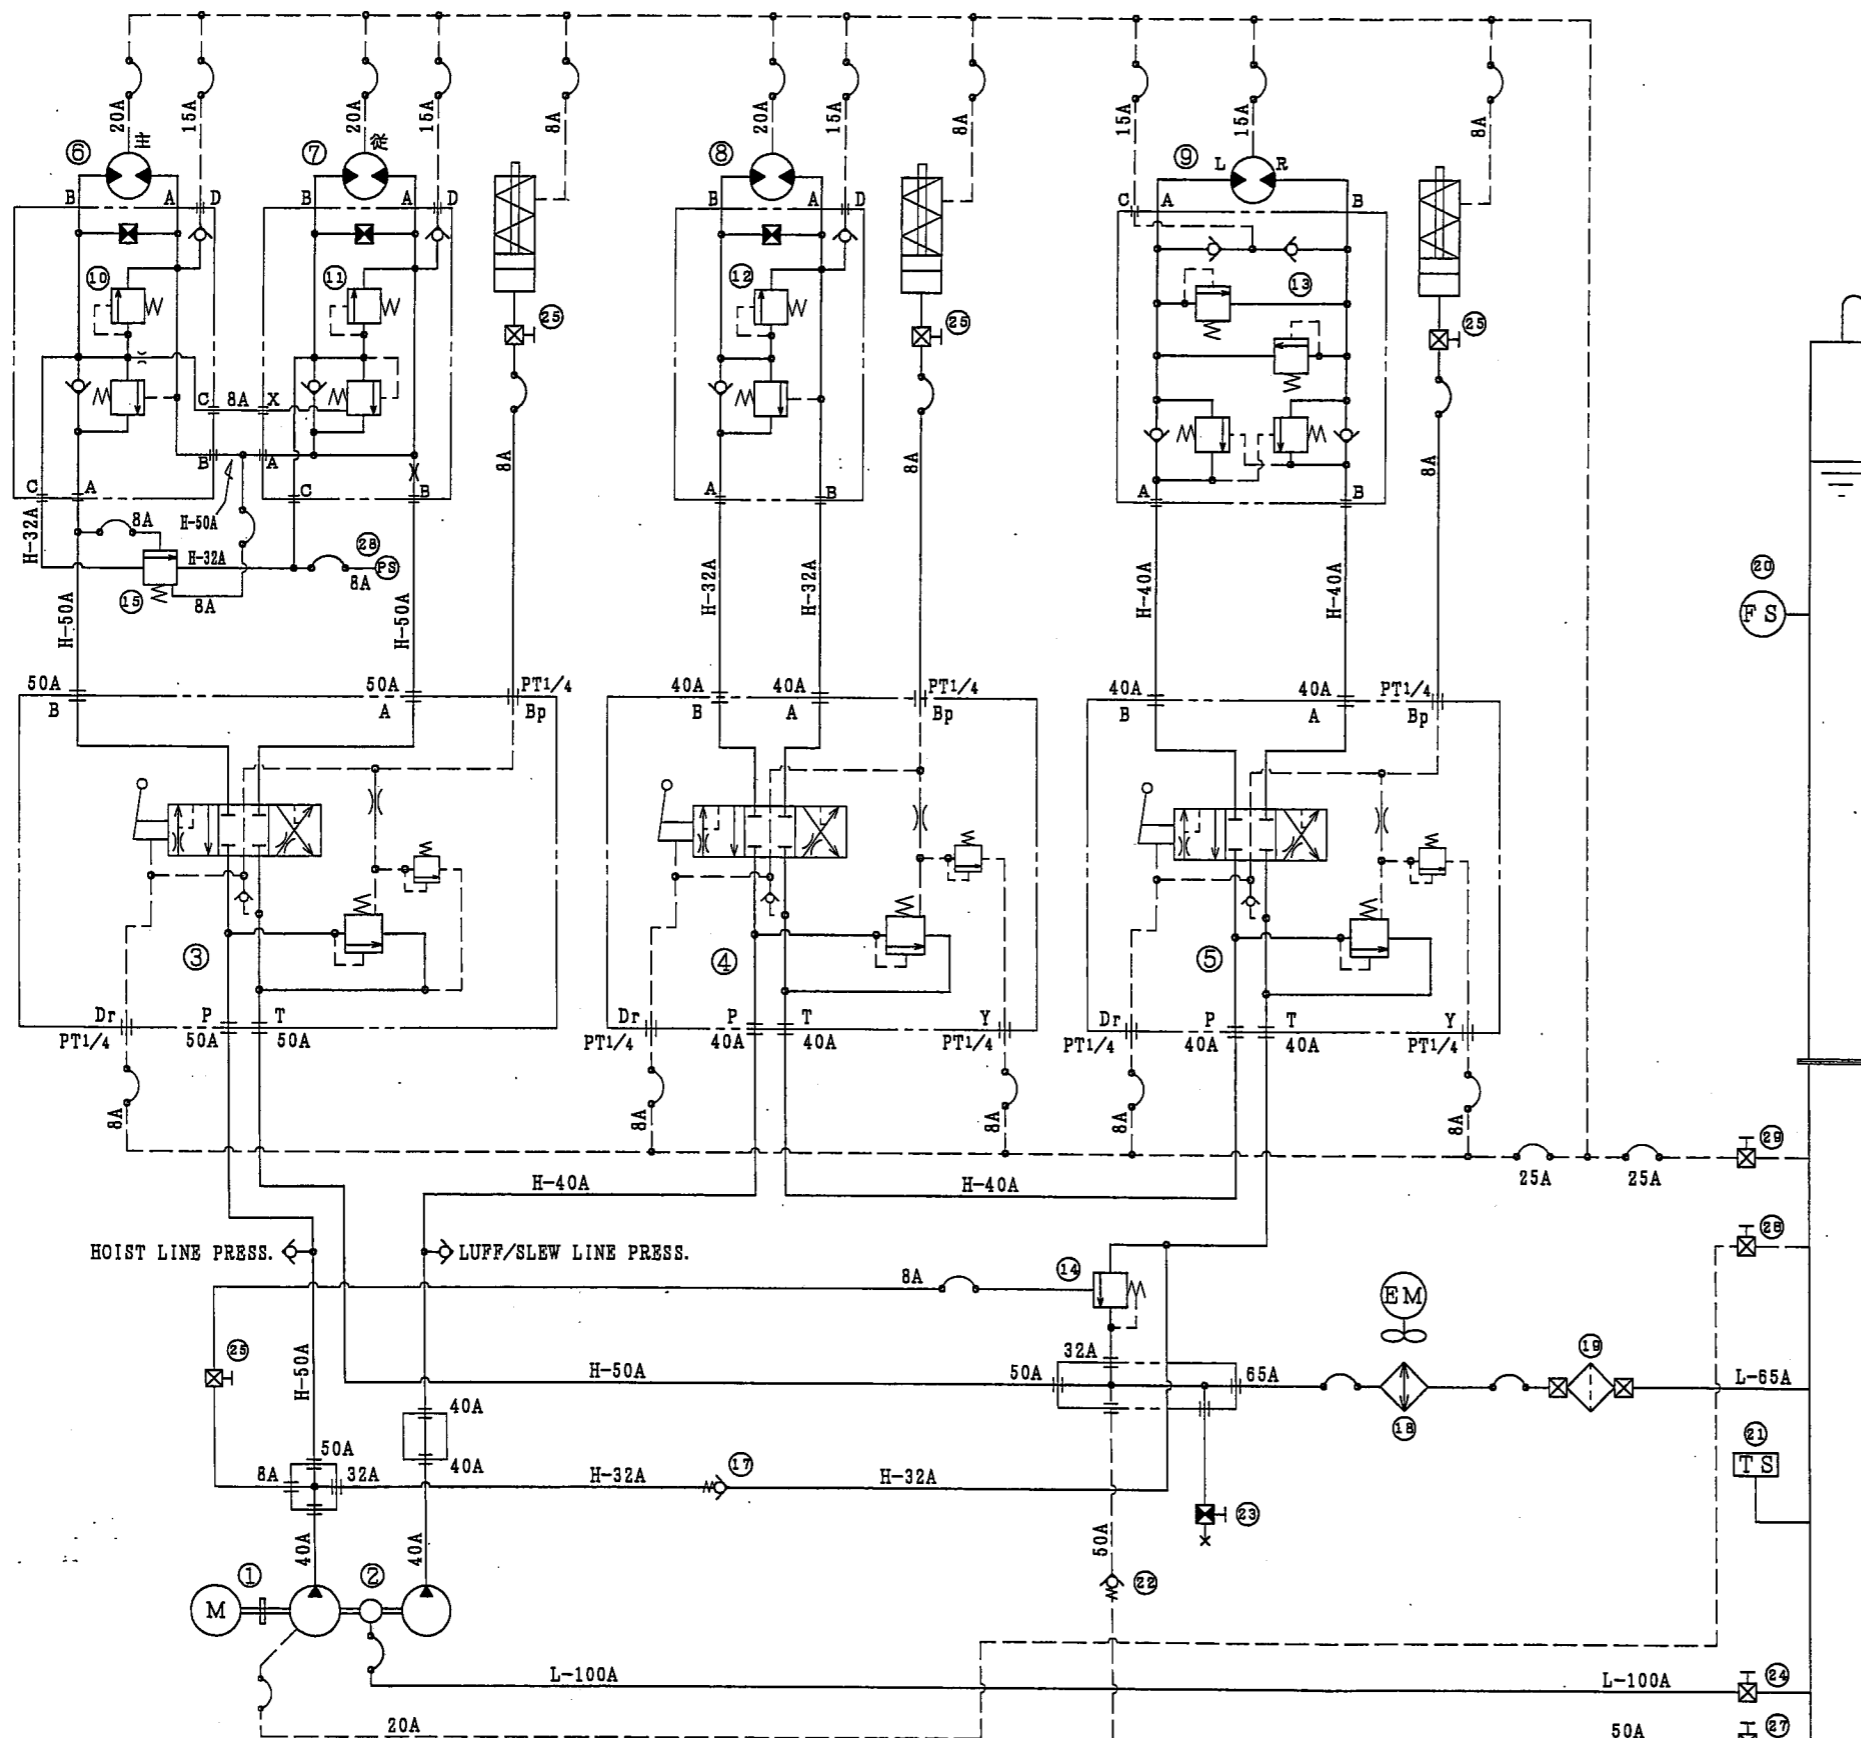 20A 15A 20A 15A 8A 20A 15A 8A 15A 15A 8A
⑥ 主 ⑦ 従 ⑧ ⑨ L R
B A D B A D B A D C A B
⑩ ⑪ ⑫ ⑬
㉕ ㉕ ㉕
C 8A X
8A 8A 8A
B A
C A C B A B A B
H-32A 8A H-50A
H-32A ㉘ PS
8A
⑮ 8A
H-50A H-50A H-32A H-32A H-40A H-40A
⑳
FS
50A 50A PT1/4 40A 40A PT1/4 40A 40A PT1/4
B A Bp B A Bp B A Bp
③ ④ ⑤
Dr P T Dr P T Y Dr P T Y
PT1/4 50A 50A PT1/4 40A 40A PT1/4 PT1/4 40A 40A PT1/4
8A 8A 8A 8A 8A
㉙
25A 25A
H-40A H-40A
HOIST LINE PRESS. LUFF/SLEW LINE PRESS.
8A ⑭ EM
㉕ H-50A H-50A 32A
50A 65A ⑲ L-65A
40A ⑱
50A 40A
8A 32A H-32A ⑰ H-32A
㉑
TS
㉓
40A 40A 50A
① ② ㉒
M
L-100A L-100A ㉔
20A 50A ㉗